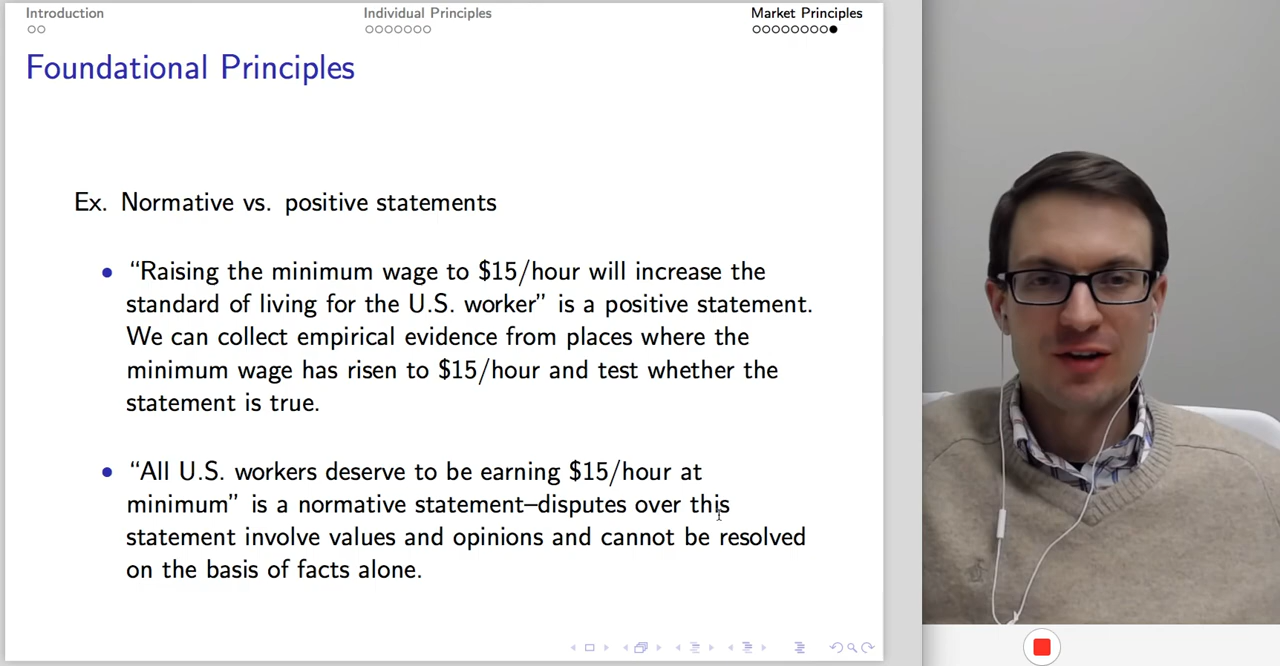 Introduction
Individual Principles
Market Principles
Foundational Principles
Ex. Normative vs. positive statements
“Raising the minimum wage to $15/hour will increase the
standard of living for the U.S. worker” is a positive statement.
We can collect empirical evidence from places where the
minimum wage has risen to $15/hour and test whether the
statement is true.
“All U.S. workers deserve to be earning $15/hour at
minimum” is a normative statement–disputes over this
statement involve values and opinions and cannot be resolved
on the basis of facts alone.